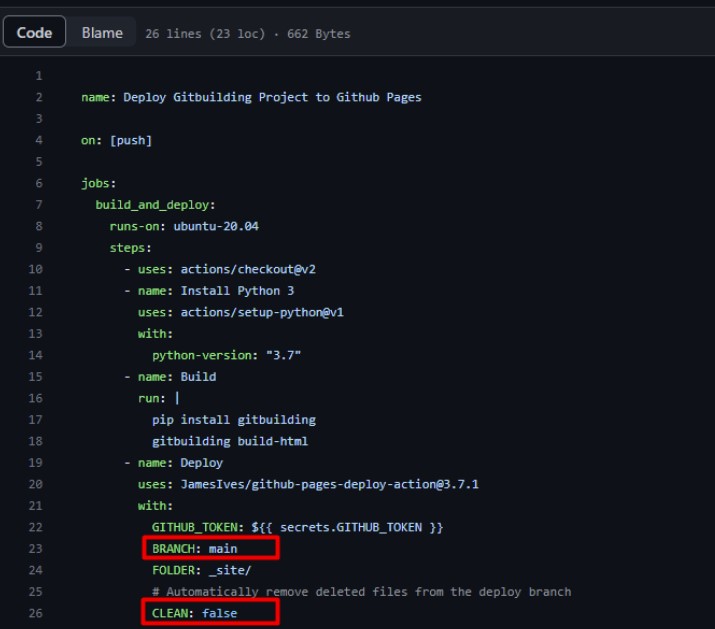 Code Blame 26 lines (23 loc) · 662 Bytes
1
2 name: Deploy Gitbuilding Project to Github Pages
3
4 on: [push]
5
6 jobs:
7 build_and_deploy:
8 runs-on: ubuntu-20.04
9 steps:
10 - uses: actions/checkout@v2
11 - name: Install Python 3
12 uses: actions/setup-python@v1
13 with:
14 python-version: "3.7"
15 - name: Build
16 run: |
17 pip install gitbuilding
18 gitbuilding build-html
19 - name: Deploy
20 uses: JamesIves/github-pages-deploy-action@3.7.1
21 with:
22 GITHUB_TOKEN: ${{ secrets.GITHUB_TOKEN }}
23 BRANCH: main
24 FOLDER: _site/
25 # Automatically remove deleted files from the deploy branch
26 CLEAN: false